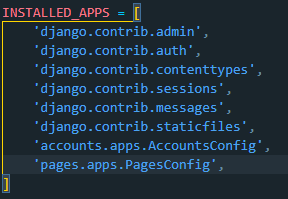 INSTALLED_APPS = [
    'django.contrib.admin',
    'django.contrib.auth',
    'django.contrib.contenttypes',
    'django.contrib.sessions',
    'django.contrib.messages',
    'django.contrib.staticfiles',
    'accounts.apps.AccountsConfig',
    'pages.apps.PagesConfig',
]